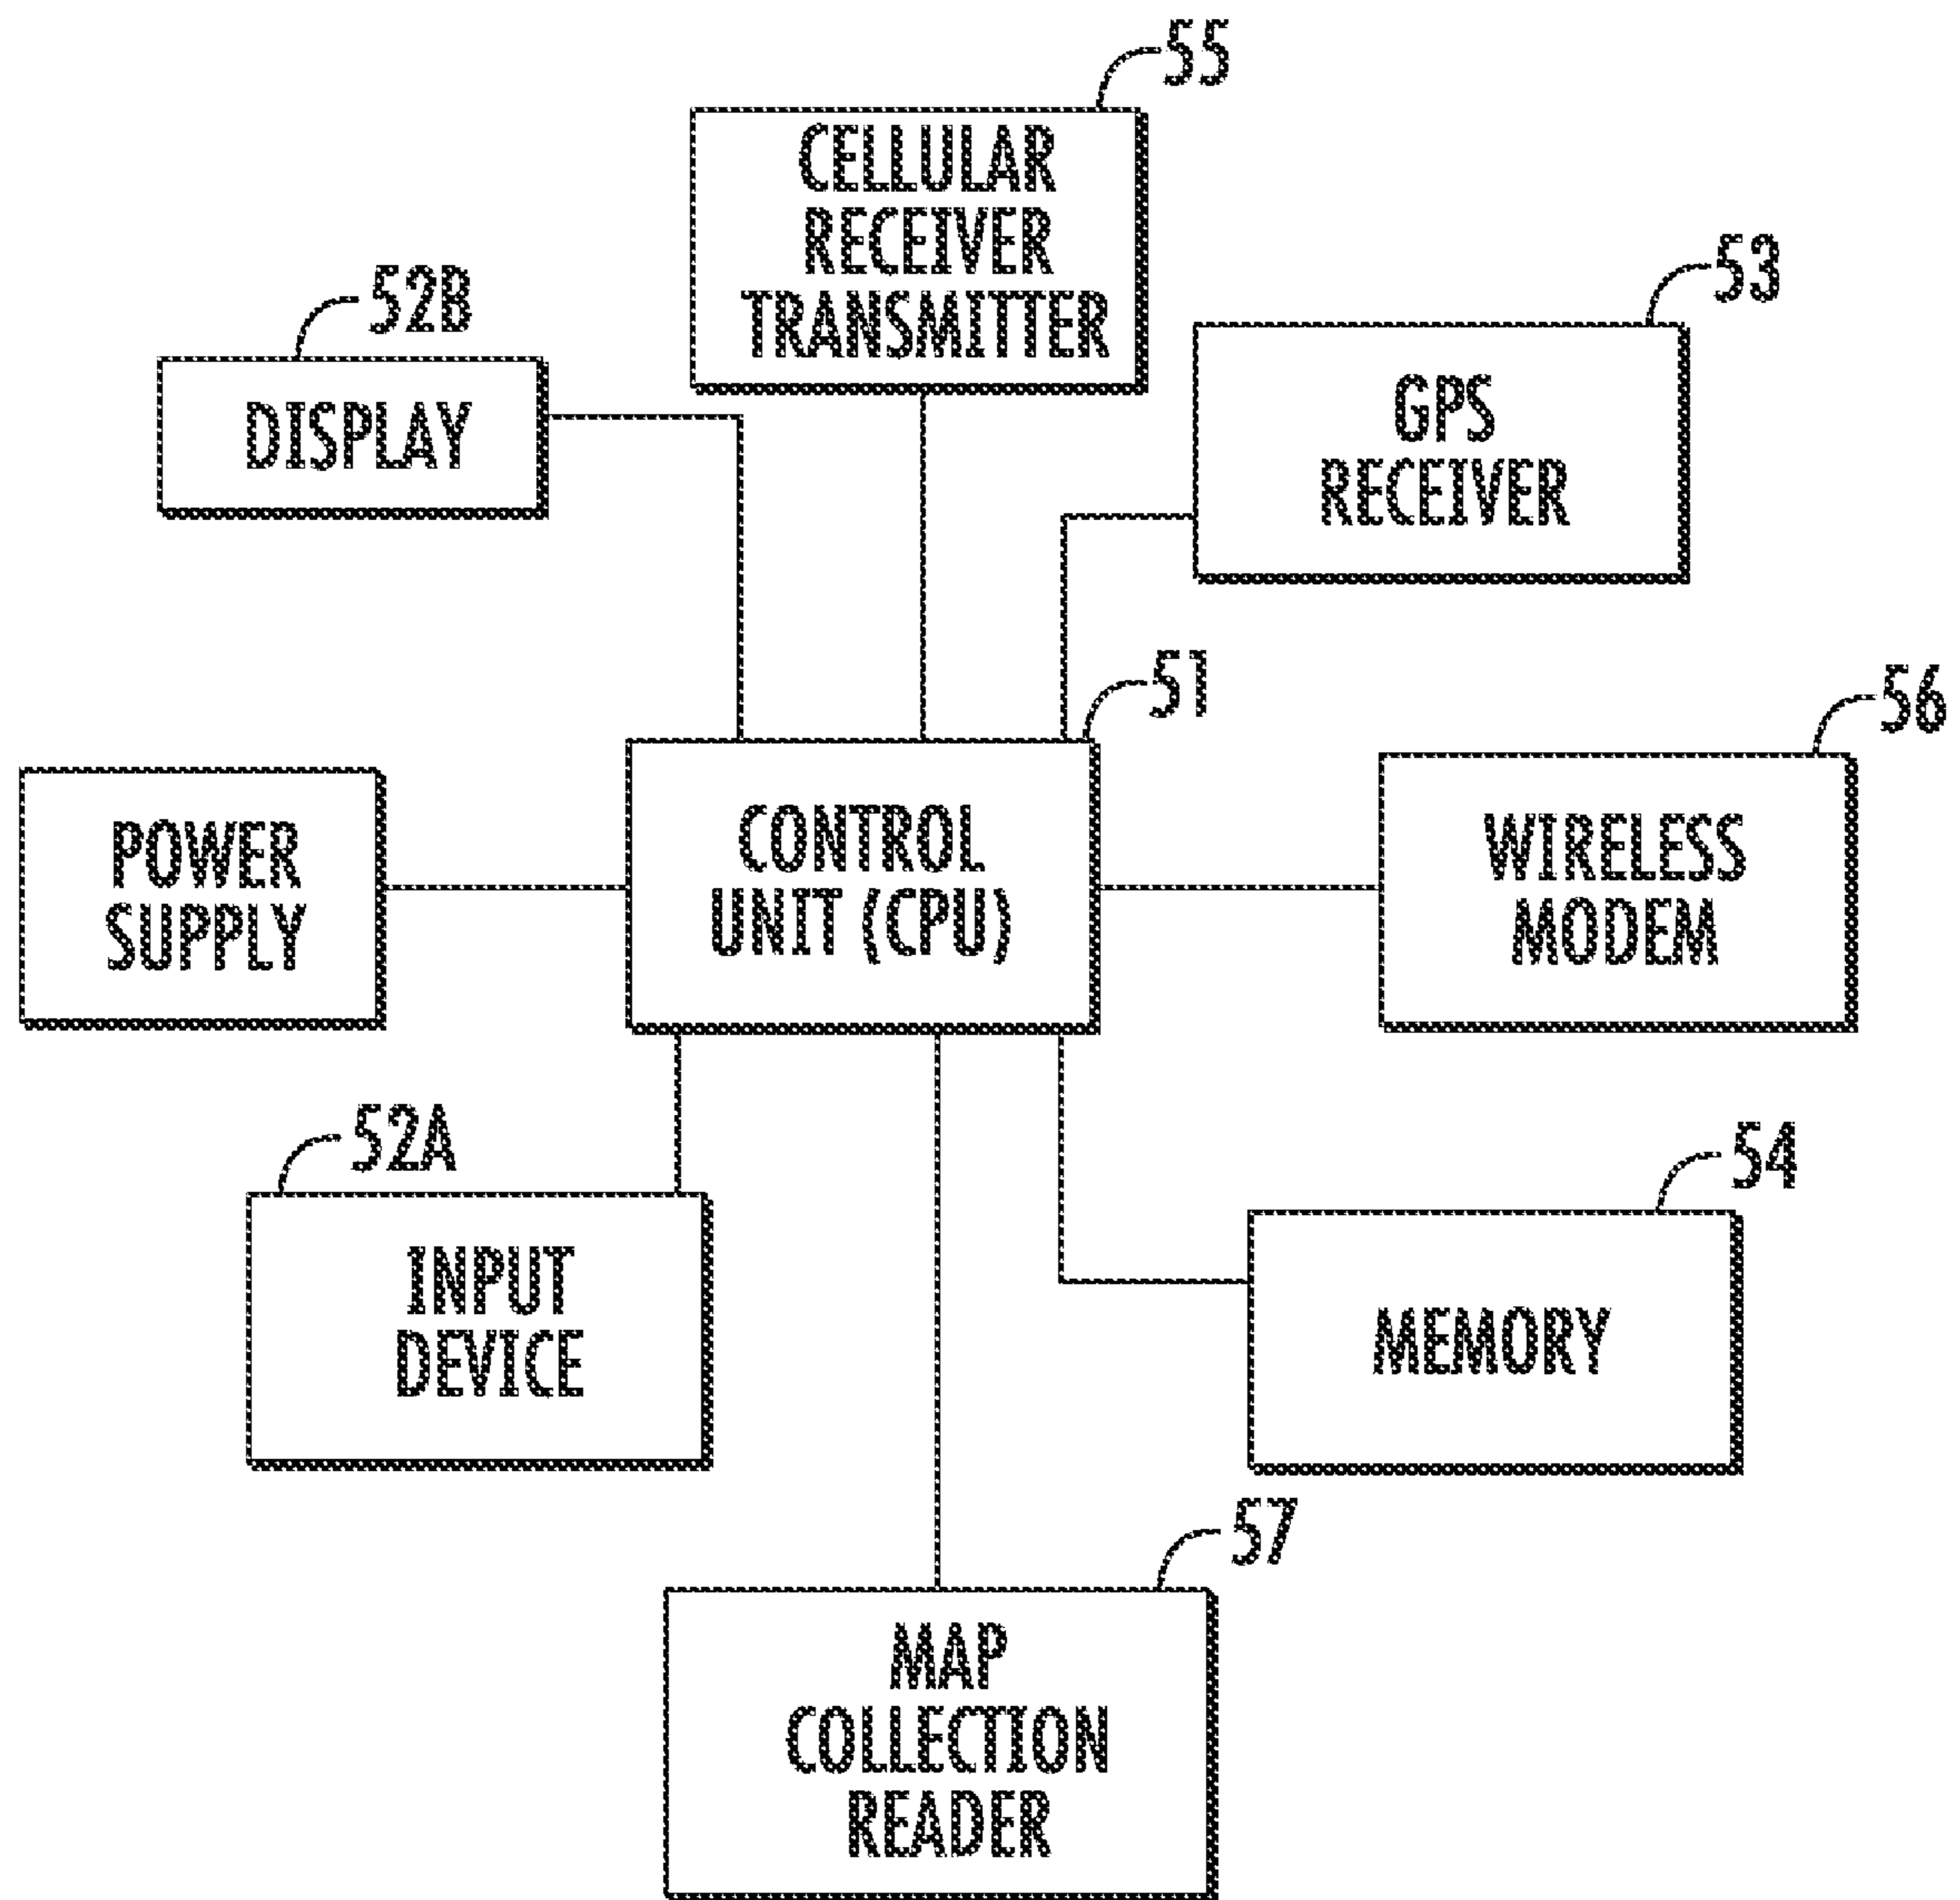 55
CELLULAR
RECEIVER
TRANSMITTER
53
GPS
RECEIVER
52B
DISPLAY
51
CONTROL
UNIT (CPU)
56
WIRELESS
MODEM
POWER
SUPPLY
52A
INPUT
DEVICE
54
MEMORY
57
MAP
COLLECTION
READER